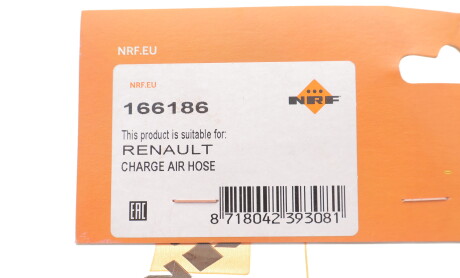 NRF.EU
NRF.EU
166186
NRF
This product is suitable for:
RENAULT
CHARGE AIR HOSE
EAC
8 718042 393081